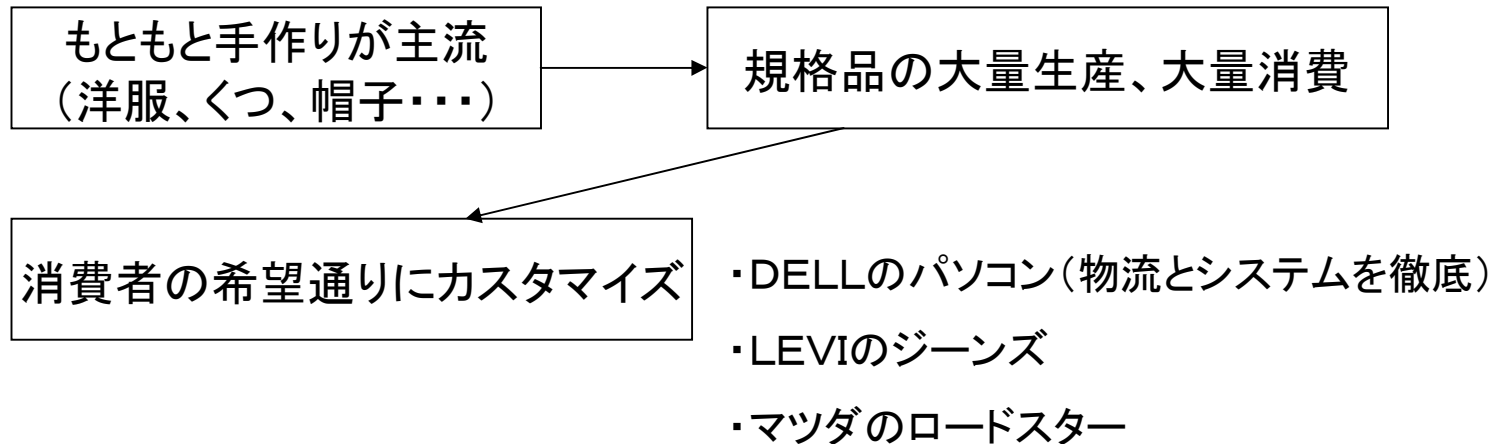 もともと手作りが主流
（洋服、くつ、帽子・・・）
規格品の大量生産、大量消費
消費者の希望通りにカスタマイズ
・DELLのパソコン（物流とシステムを徹底）
・LEVIのジーンズ
・マツダのロードスター